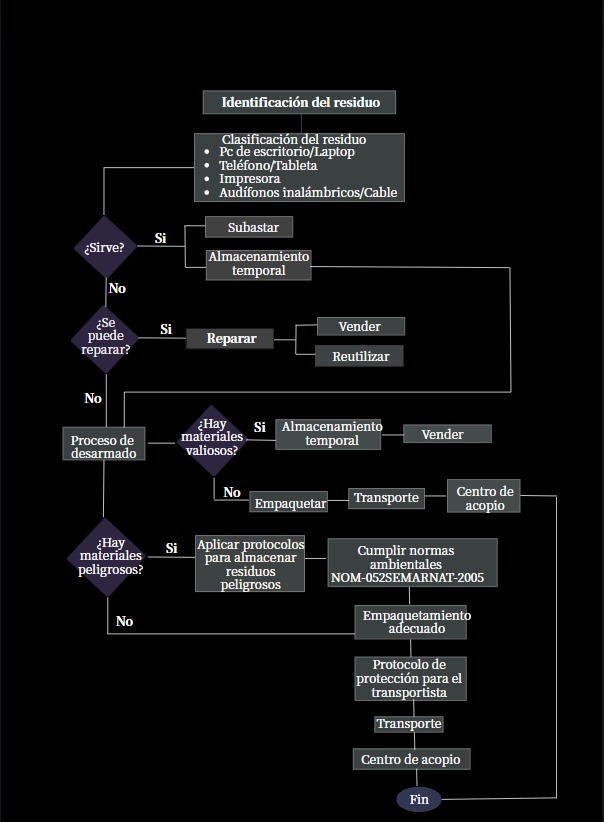 Identificación del residuo
Clasificación del residuo
• Pc de escritorio/Laptop
• Teléfono/Tableta
• Impresora
• Audífonos inalámbricos/Cable
¿Sirve?
Si
Subastar
Almacenamiento
temporal
No
¿Se
puede
reparar?
Si
Reparar
Vender
Reutilizar
No
Proceso de
desarmado
¿Hay
materiales
valiosos?
Si
Almacenamiento
temporal
Vender
No
Empaquetar
Transporte
Centro de
acopio
¿Hay
materiales
peligrosos?
Si
Aplicar protocolos
para almacenar
residuos
peligrosos
Cumplir normas
ambientales
NOM-052SEMARNAT-2005
No
Empaquetamiento
adecuado
Protocolo de
protección para el
transportista
Transporte
Centro de acopio
Fin